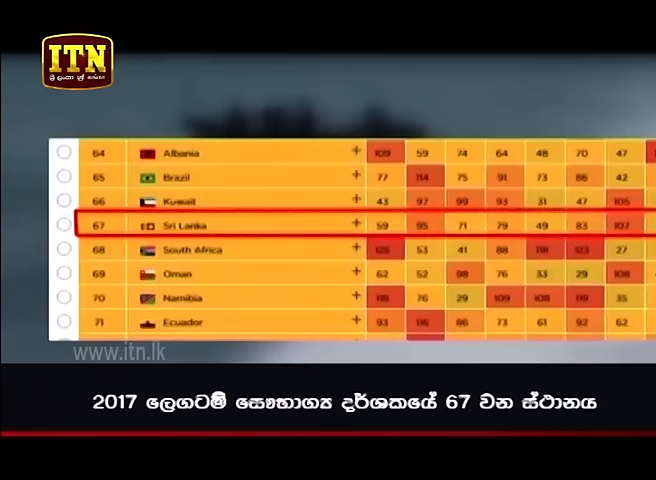 ITN
ශ්‍රී ලංකා ශ්‍රී සංසාර
64 Albania + 109 59 74 64 48 70 47
65 Brazil + 77 114 75 91 73 86 42
66 Kuwait + 43 97 99 93 31 47 105
67 Sri Lanka + 59 95 71 79 49 83 107
68 South Africa + 125 53 41 88 118 123 27
69 Oman + 62 52 98 76 33 29 108
70 Namibia + 118 76 29 109 108 119 35
71 Ecuador + 93 116 86 73 61 92 62
www.itn.lk
2017 ලෙගටම් සෞභාග්‍ය දර්ශකයේ 67 වන ස්ථානය